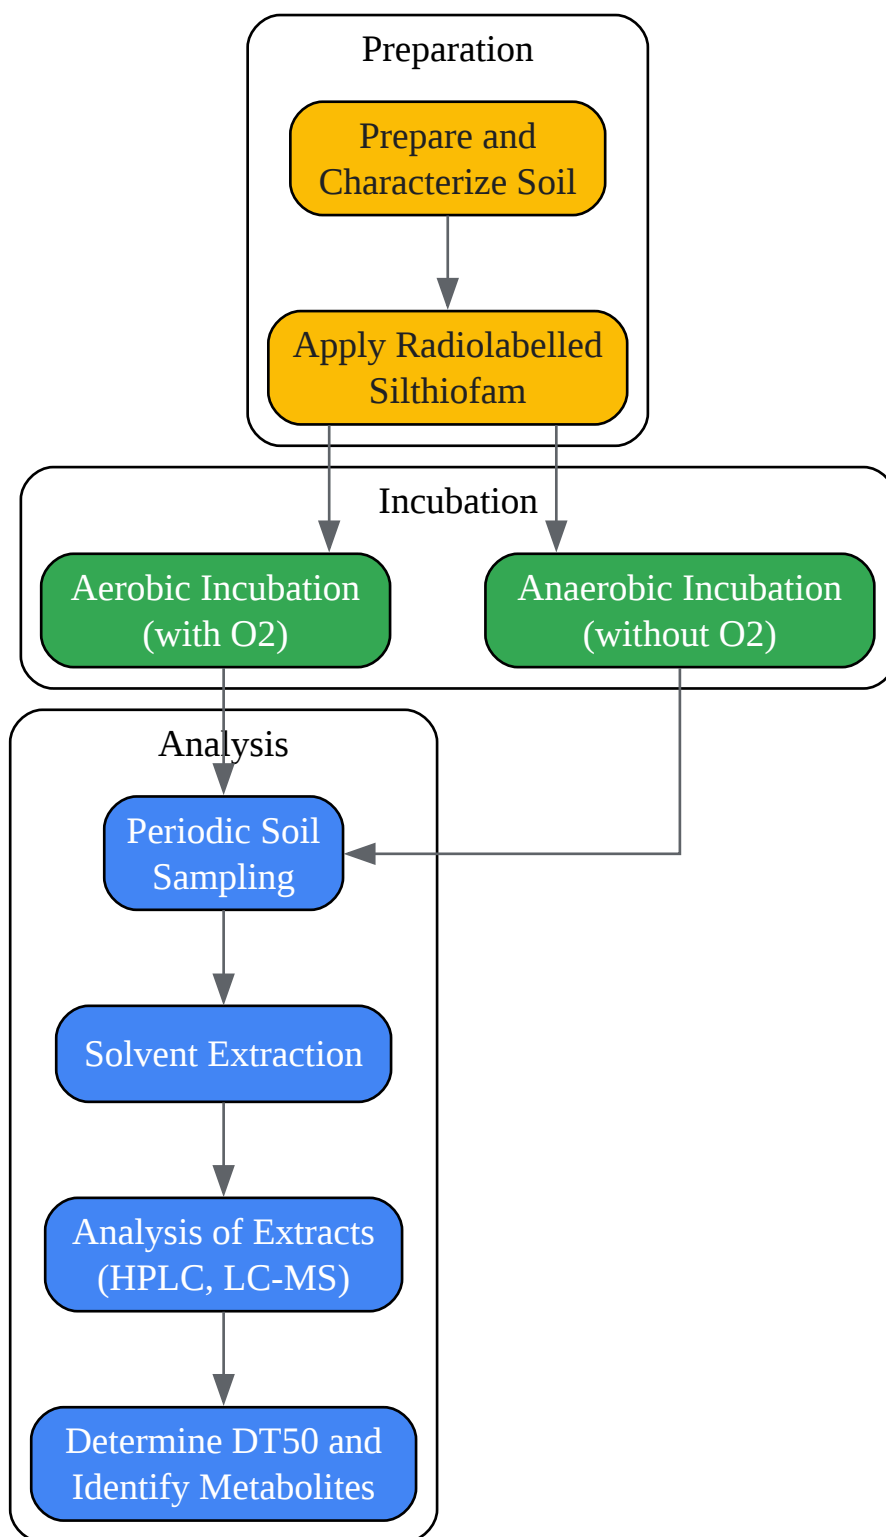 Preparation
Prepare and
Characterize Soil
Apply Radiolabelled
Silthiofam
Incubation
Aerobic Incubation
(with O2)
Anaerobic Incubation
(without O2)
Analysis
Periodic Soil
Sampling
Solvent Extraction
Analysis of Extracts
(HPLC, LC-MS)
Determine DT50 and
Identify Metabolites